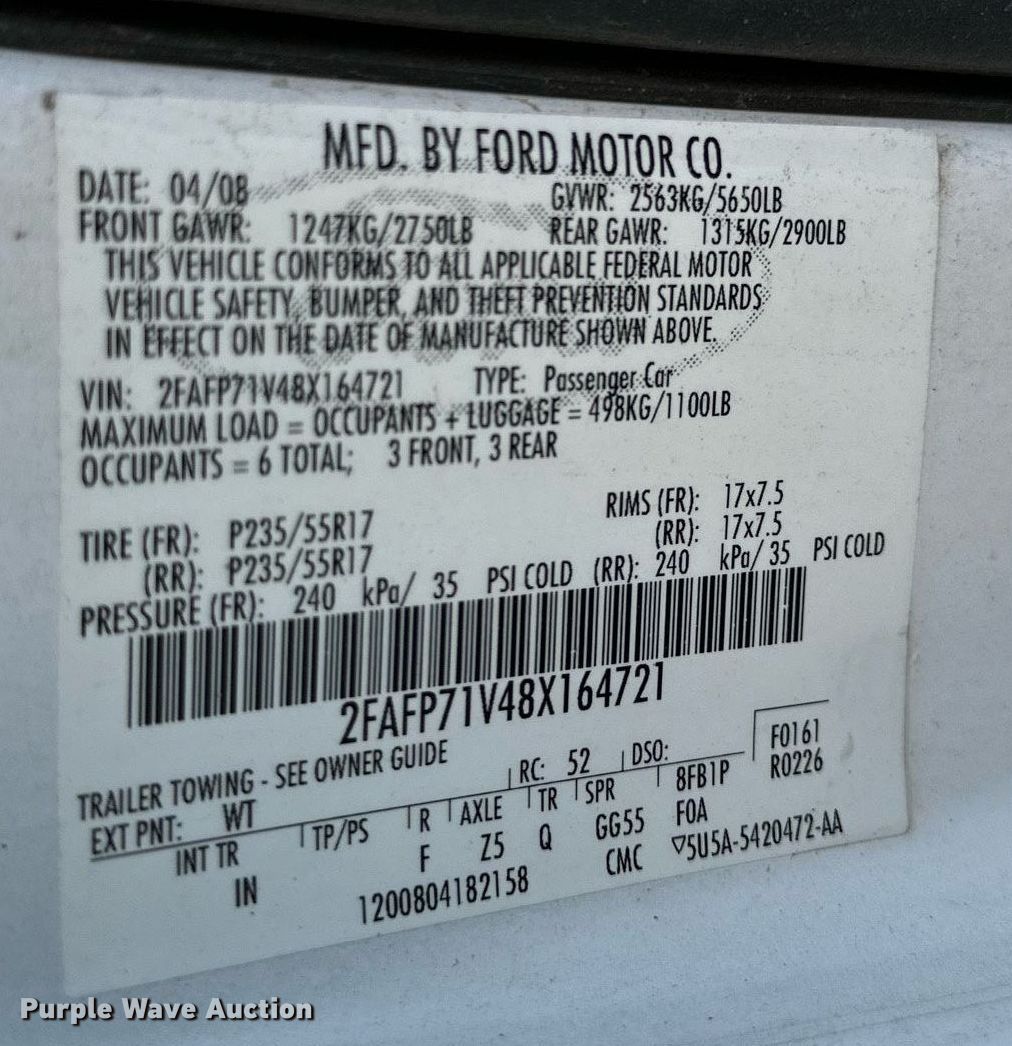 MFD. BY FORD MOTOR CO.
DATE: 04/08 GVWR: 2563KG/5650LB
FRONT GAWR: 1247KG/2750LB REAR GAWR: 1315KG/2900LB
THIS VEHICLE CONFORMS TO ALL APPLICABLE FEDERAL MOTOR
VEHICLE SAFETY, BUMPER, AND THEFT PREVENTION STANDARDS
IN EFFECT ON THE DATE OF MANUFACTURE SHOWN ABOVE.
VIN: 2FAFP71V48X164721 TYPE: Passenger Car
MAXIMUM LOAD = OCCUPANTS + LUGGAGE = 498KG/1100LB
OCCUPANTS = 6 TOTAL; 3 FRONT, 3 REAR
TIRE (FR): P235/55R17 RIMS (FR): 17x7.5
(RR): P235/55R17 (RR): 17x7.5
PRESSURE (FR): 240 kPa/ 35 PSI COLD (RR): 240 kPa/ 35 PSI COLD
2FAFP71V48X164721
TRAILER TOWING - SEE OWNER GUIDE RC: 52 DSO: F0161
EXT PNT: WT R0226
INT TR TP/PS R AXLE TR SPR 8FB1P
IN F Z5 Q GG55 FOA
1200804182158 CMC ▽5U5A-5420472-AA
Purple Wave Auction